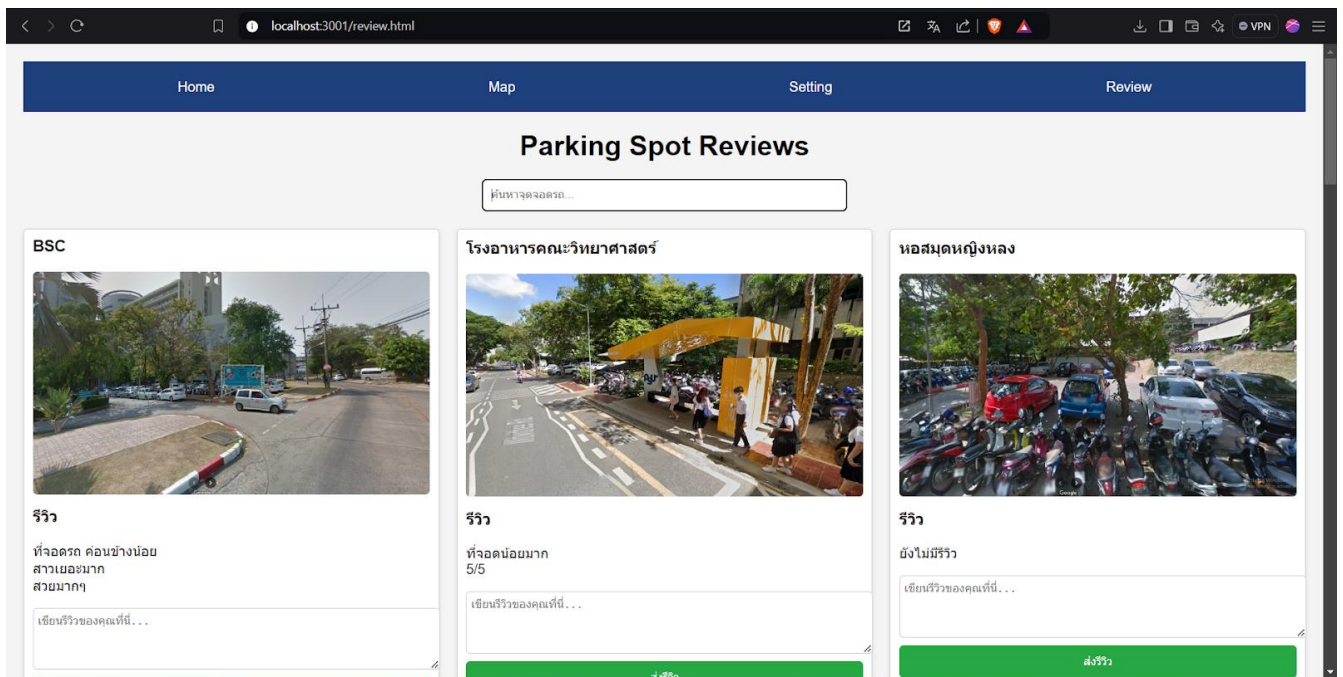 localhost:3001/review.html
VPN
Home
Map
Setting
Review
Parking Spot Reviews
ค้นหาจุดจอดรถ...
BSC
รีวิว
ที่จอดรถ ค่อนข้างน้อย
สาวเยอะมาก
สวยมากๆ
เขียนรีวิวของคุณที่นี่...
โรงอาหารคณะวิทยาศาสตร์
รีวิว
ที่จอดน้อยมาก
5/5
เขียนรีวิวของคุณที่นี่...
ส่งรีวิว
หอสมุดหญิงหลง
Google
รีวิว
ยังไม่มีรีวิว
เขียนรีวิวของคุณที่นี่...
ส่งรีวิว